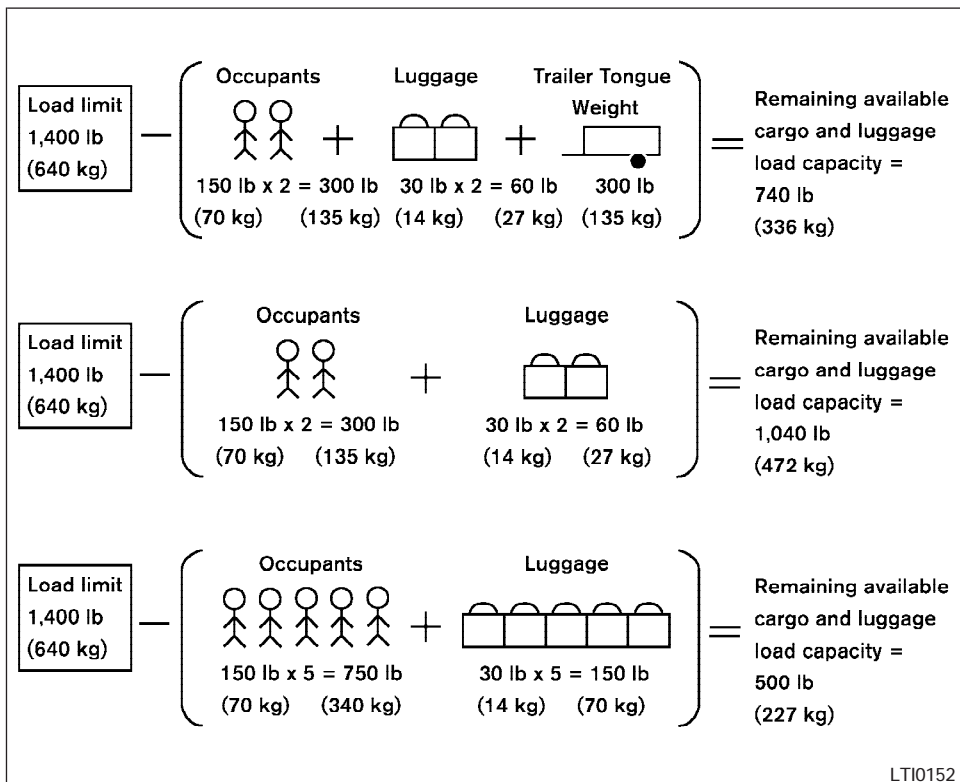 Occupants Luggage Trailer Tongue
Weight
Load limit
1,400 lb
(640 kg)
150 lb x 2 = 300 lb 30 lb x 2 = 60 lb 300 lb
(70 kg) (135 kg) (14 kg) (27 kg) (135 kg)
Remaining available
cargo and luggage
load capacity =
740 lb
(336 kg)
Occupants Luggage
Load limit
1,400 lb
(640 kg)
150 lb x 2 = 300 lb 30 lb x 2 = 60 lb
(70 kg) (135 kg) (14 kg) (27 kg)
Remaining available
cargo and luggage
load capacity =
1,040 lb
(472 kg)
Occupants Luggage
Load limit
1,400 lb
(640 kg)
150 lb x 5 = 750 lb 30 lb x 5 = 150 lb
(70 kg) (340 kg) (14 kg) (70 kg)
Remaining available
cargo and luggage
load capacity =
500 lb
(227 kg)
LTI0152